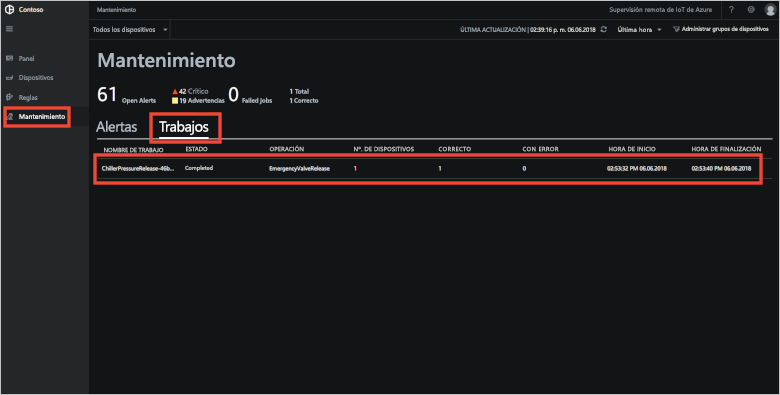 Contoso
Mantenimiento
Supervisión remota de IoT de Azure
?
Todos los dispositivos
ÚLTIMA ACTUALIZACIÓN | 02:39:16 p. m. 06.06.2018
Última hora
Administrar grupos de dispositivos
Panel
Dispositivos
Reglas
Mantenimiento
Mantenimiento
61 Open Alerts
42 Crítico
19 Advertencias
0 Failed Jobs
1 Total
1 Correcto
Alertas
Trabajos
NOMBRE DE TRABAJO ESTADO OPERACIÓN Nº. DE DISPOSITIVOS CORRECTO CON ERROR HORA DE INICIO HORA DE FINALIZACIÓN
ChillerPressureRelease-46b... Completed EmergencyValveRelease 1 1 0 02:53:32 PM 06.06.2018 02:53:40 PM 06.06.2018